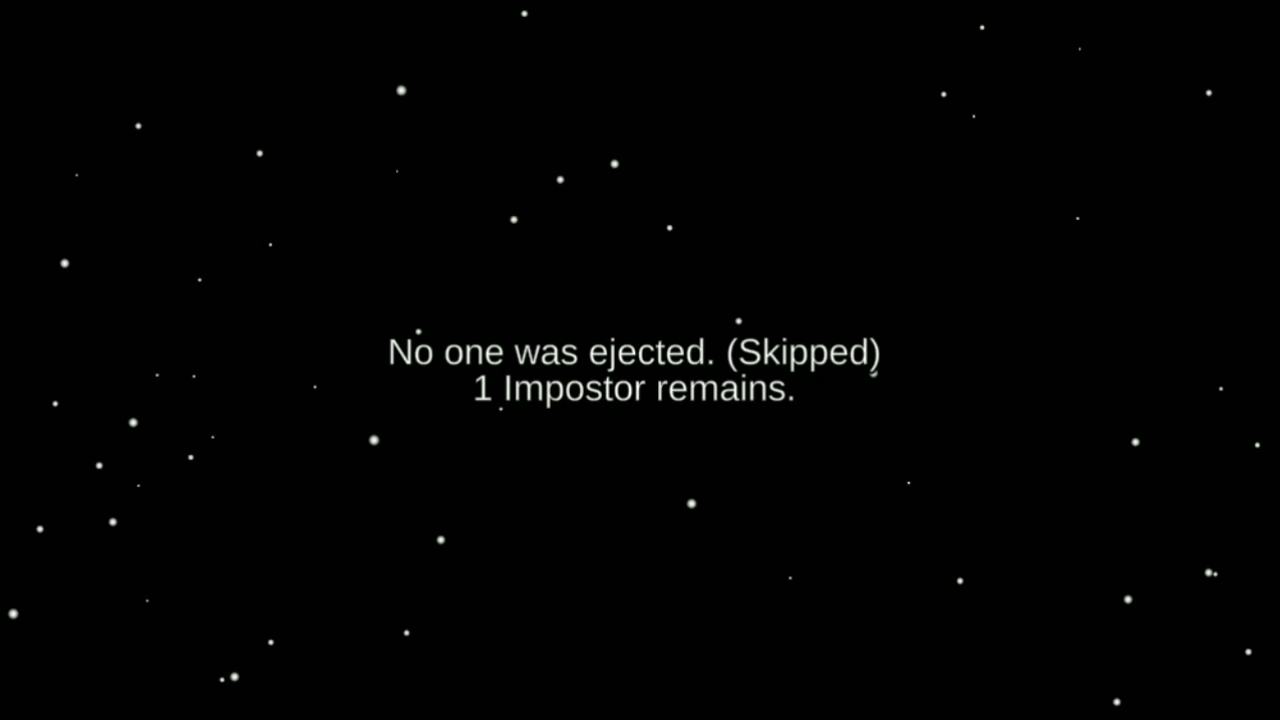 No one was ejected. (Skipped)
1 Impostor remains.